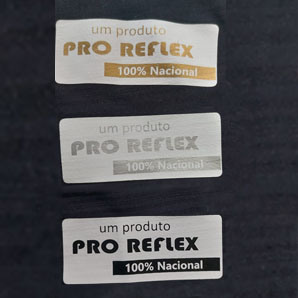 um produto
PRO REFLEX
100% Nacional
um produto
PRO REFLEX
100% Nacional
um produto
PRO REFLEX
100% Nacional